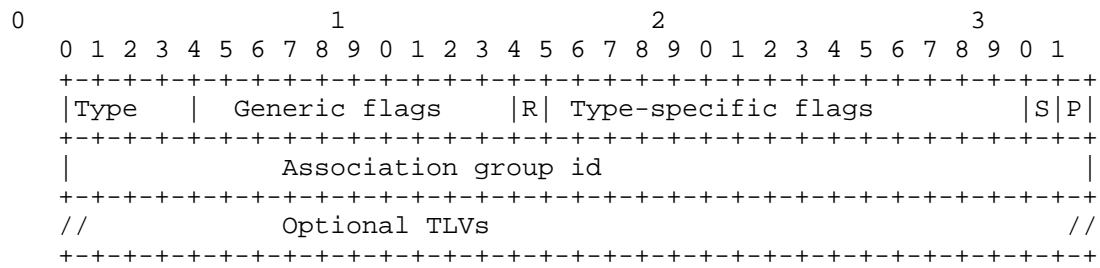 0                   1                   2                   3
   0 1 2 3 4 5 6 7 8 9 0 1 2 3 4 5 6 7 8 9 0 1 2 3 4 5 6 7 8 9 0 1
   +-+-+-+-+-+-+-+-+-+-+-+-+-+-+-+-+-+-+-+-+-+-+-+-+-+-+-+-+-+-+-+-+
   |Type   |  Generic flags    |R| Type-specific flags         |S|P|
   +-+-+-+-+-+-+-+-+-+-+-+-+-+-+-+-+-+-+-+-+-+-+-+-+-+-+-+-+-+-+-+-+
   |             Association group id                              |
   +-+-+-+-+-+-+-+-+-+-+-+-+-+-+-+-+-+-+-+-+-+-+-+-+-+-+-+-+-+-+-+-+
   //            Optional TLVs                                    //
   +-+-+-+-+-+-+-+-+-+-+-+-+-+-+-+-+-+-+-+-+-+-+-+-+-+-+-+-+-+-+-+-+